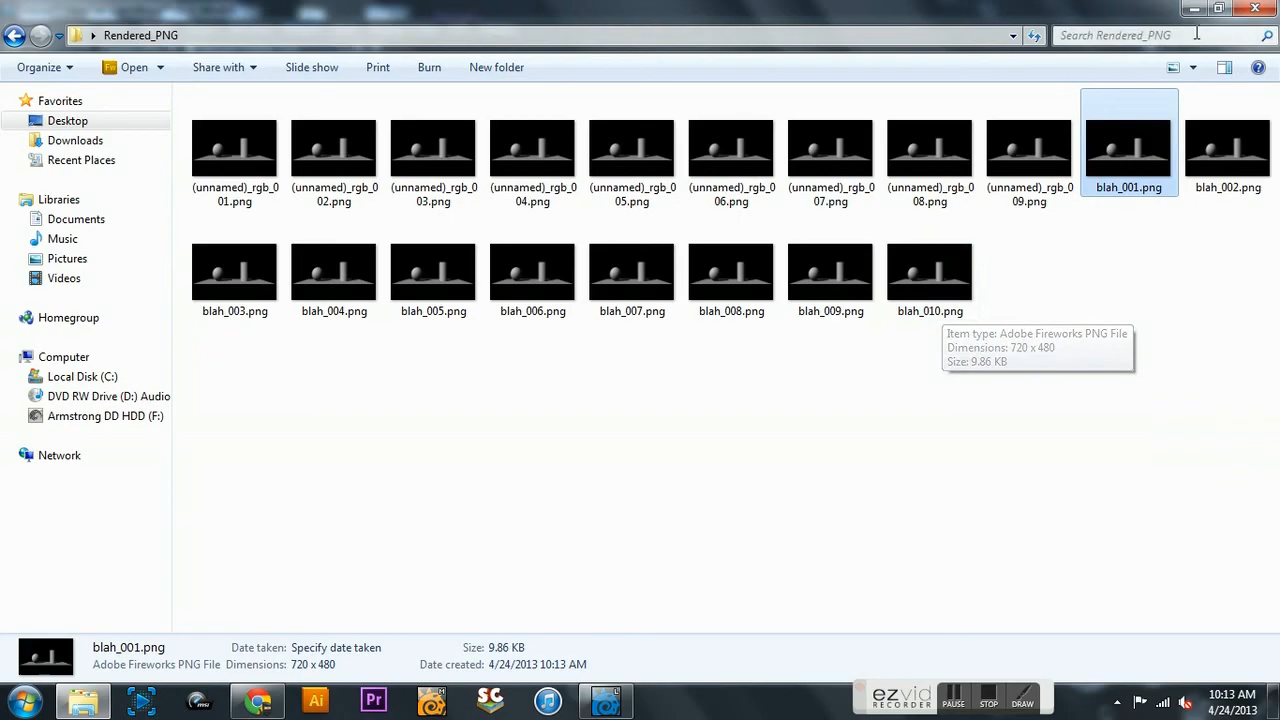 Rendered_PNG
Search Rendered_PNG
Organize
Fw
Open
Share with
Slide show
Print
Burn
New folder
Favorites
Desktop
Downloads
Recent Places
Libraries
Documents
Music
Pictures
Videos
Homegroup
Computer
Local Disk (C:)
DVD RW Drive (D:) Audio
Armstrong DD HDD (F:)
Network
(unnamed)_rgb_0
01.png
(unnamed)_rgb_0
02.png
(unnamed)_rgb_0
03.png
(unnamed)_rgb_0
04.png
(unnamed)_rgb_0
05.png
(unnamed)_rgb_0
06.png
(unnamed)_rgb_0
07.png
(unnamed)_rgb_0
08.png
(unnamed)_rgb_0
09.png
blah_001.png
blah_002.png
blah_003.png
blah_004.png
blah_005.png
blah_006.png
blah_007.png
blah_008.png
blah_009.png
blah_010.png
Item type: Adobe Fireworks PNG File
Dimensions: 720 x 480
Size: 9.86 KB
blah_001.png
Date taken: Specify date taken
Size: 9.86 KB
Adobe Fireworks PNG File
Dimensions: 720 x 480
Date created: 4/24/2013 10:13 AM
msi
Ai
Pr
M
SC
L
ezvid
RECORDER
PAUSE
STOP
DRAW
10:13 AM
4/24/2013